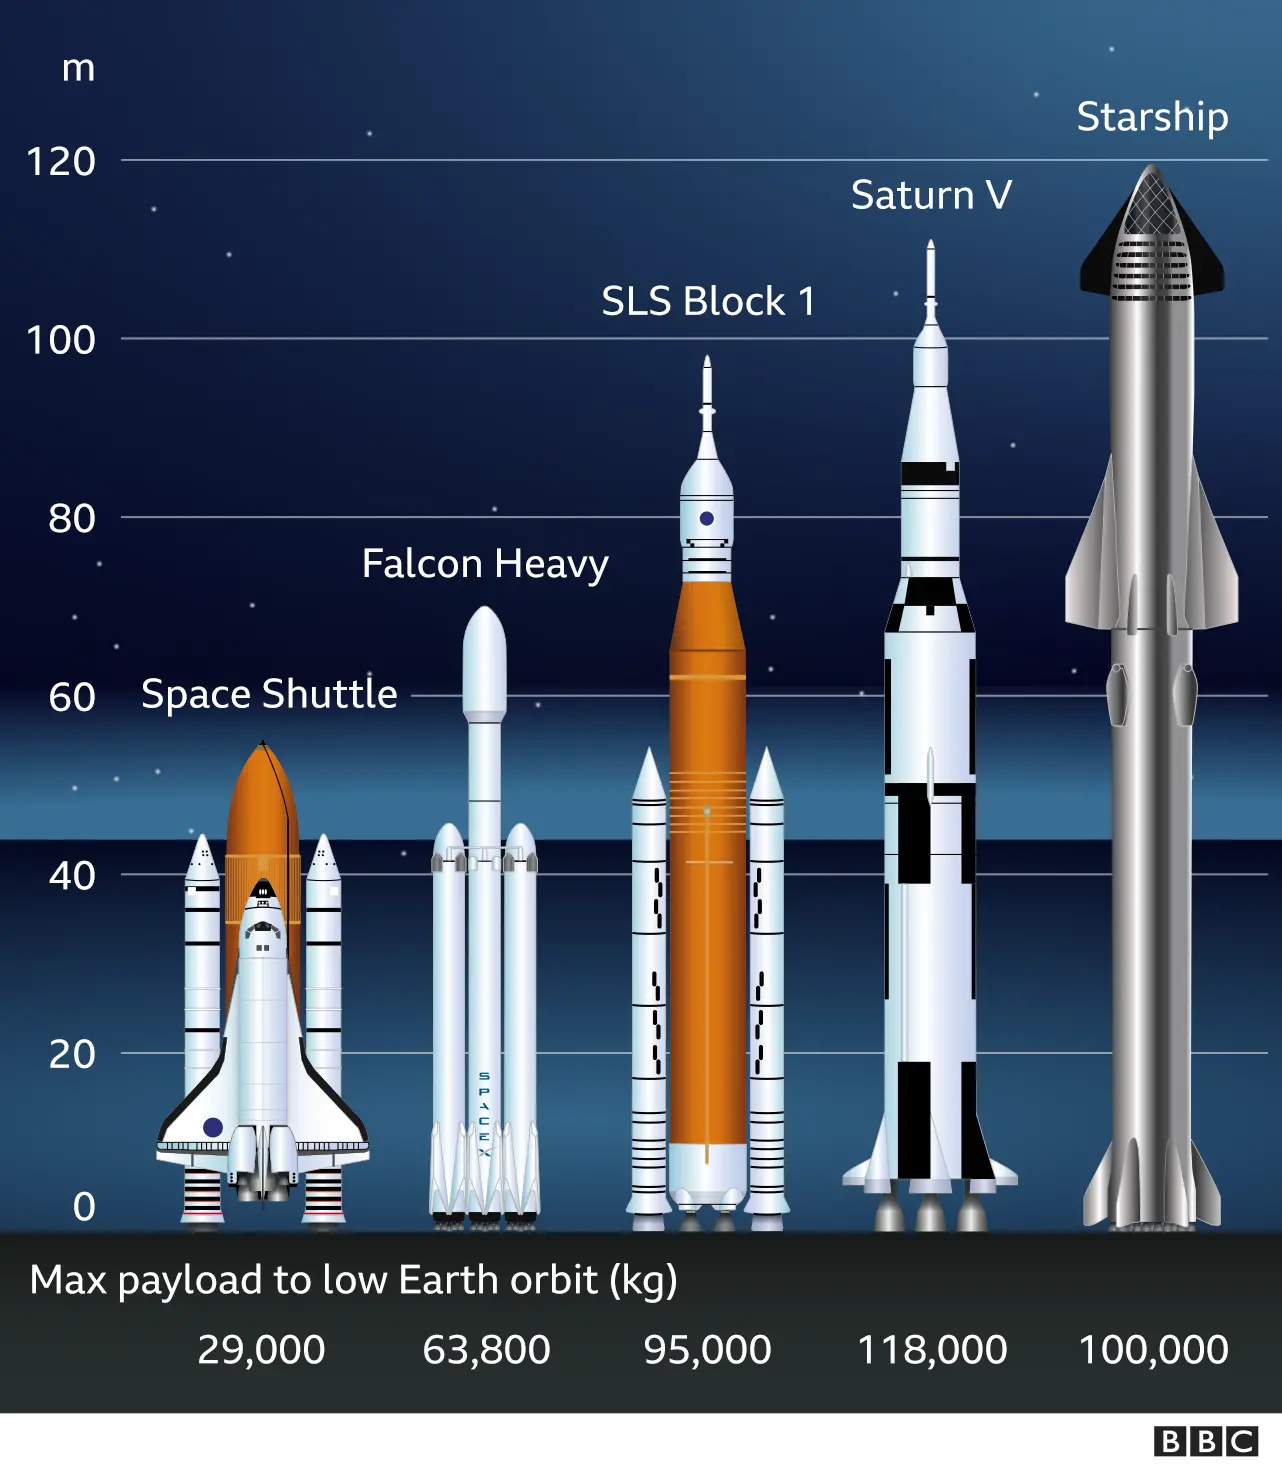 m
Starship
120
Saturn V
SLS Block 1
100
80
Falcon Heavy
60
Space Shuttle
40
20
SPACEX
0
Max payload to low Earth orbit (kg)
29,000 63,800 95,000 118,000 100,000
BBC